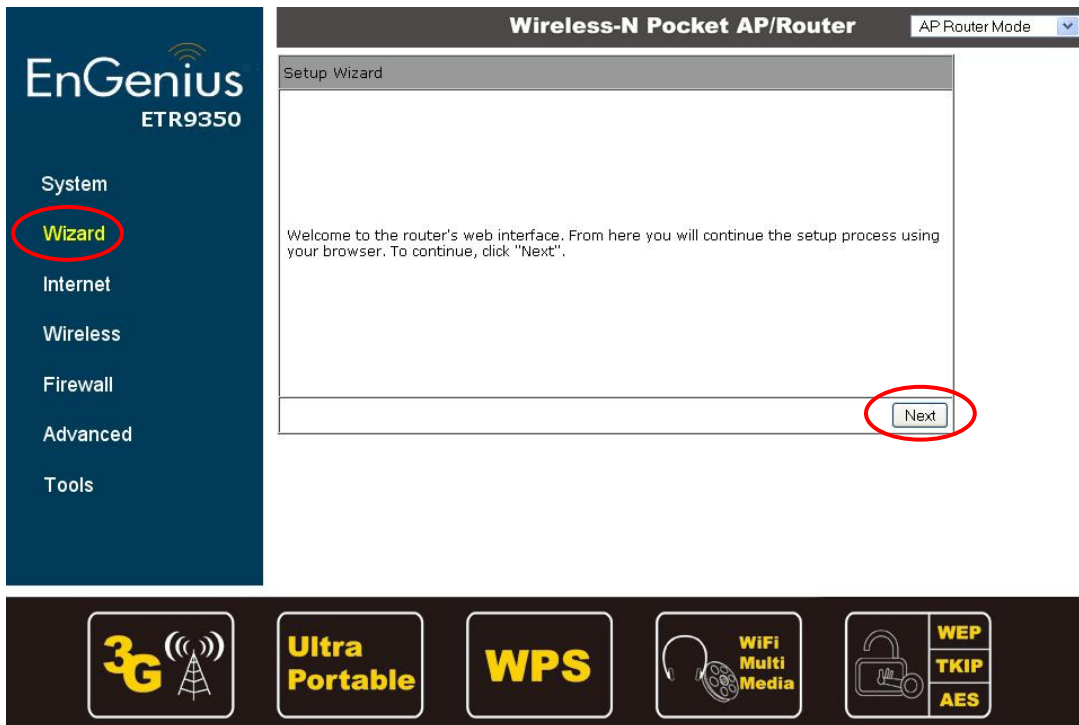 Wireless-N Pocket AP/Router
AP Router Mode
EnGenius
ETR9350
System
Wizard
Internet
Wireless
Firewall
Advanced
Tools
Setup Wizard
Welcome to the router's web interface. From here you will continue the setup process using
your browser. To continue, click "Next".
Next
3G
Ultra
Portable
WPS
WiFi
Multi
Media
WEP
TKIP
AES